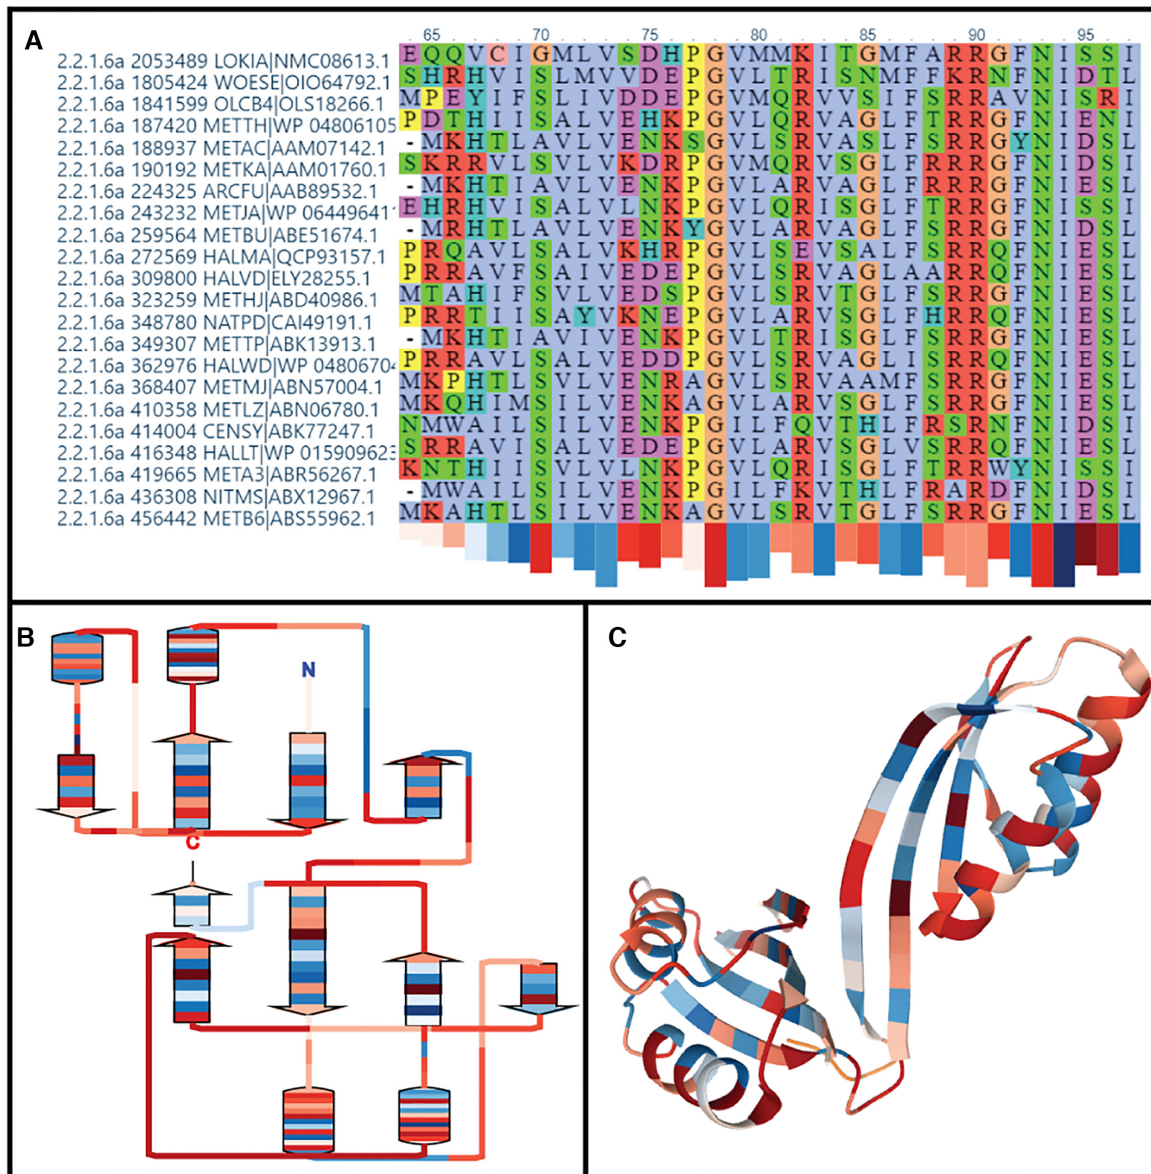 A
65 70 75 80 85 90 95
2.2.1.6a 2053489 LOKIA|NMC08613.1 E Q Q V C I G M L V S D H P G V M M K I T G M F A R R G F N I S S I
2.2.1.6a 1805424 WOESE|OIO64792.1 S H R H V I S L M V V D E P G V L T R I S N M F F K R N F N I D T L
2.2.1.6a 1841599 OLCB4|OLS18266.1 M P E Y I F S L I V D D E P G V M Q R V V S I F S R R A V N I S R I
2.2.1.6a 187420 METTH|WP 04806105 P D T H I I S A L V E H K P G V L Q R V A G L F T R R G F N I E N I
2.2.1.6a 188937 METAC|AAM07142.1 - M K H T L A V L V E N K S G V L S R V A S L F S R R G Y N I D S L
2.2.1.6a 190192 METKA|AAM01760.1 S K R R V L S V L V K D R P G V M Q R V S G L F R R R G F N I D S I
2.2.1.6a 224325 ARCFU|AAB89532.1 - M K H T I A V L V E N K P G V L A R V A G L F R R R G F N I E S L
2.2.1.6a 243232 METJA|WP 06449641 E H R H V I S A L V L N K P G V L Q R I S G L F T R R G F N I S S I
2.2.1.6a 259564 METBU|ABE51674.1 - M R H T L A V L V E N K Y G V L A R V A G L F S R R G F N I D S L
2.2.1.6a 272569 HALMA|QCP93157.1 P R Q A V L S A L V K H R P G V L S E V S A L F S R R Q F N I E S L
2.2.1.6a 309800 HALVD|ELY28255.1 P R R A V F S A I V E D E P G V L S R V A G L A A R R Q F N I E S L
2.2.1.6a 323259 METHJ|ABD40986.1 M T A H I F S V L V E D S P G V L S R V T G L F S R R G F N I E S L
2.2.1.6a 348780 NATPD|CAI49191.1 P R R T I I S A Y V K N E P G V L A R V S G L F H R R Q F N I E S L
2.2.1.6a 349307 METTP|ABK13913.1 - M K H T I A V I V E N K P G V L T R I S G L F S R R G F N I E S L
2.2.1.6a 362976 HALWD|WP 04806704 P R R A V L S A L V E D D P G V L S R V A G L I S R R Q F N I E S L
2.2.1.6a 368407 METMJ|ABN57004.1 M K P H T L S V L V E N R A G V L S R V A A M F S R R G F N I E S L
2.2.1.6a 410358 METLZ|ABN06780.1 M K Q H I M S I L V E N K A G V L A R V S G L F S R R G F N I E S L
2.2.1.6a 414004 CENSY|ABK77247.1 N M W A I L S I L V E N K P G I L F Q V T H L F R S R N F N I D S I
2.2.1.6a 416348 HALLT|WP 015909623 S R R A V I S A L V E D E P G V L A R I S G L V S R R Q F N I E S L
2.2.1.6a 419665 META3|ABR56267.1 K N T H I I S V L V L N K P G V L Q R I S G L F T R R W Y N I S S I
2.2.1.6a 436308 NITMS|ABX12967.1 - M W A I L S I L V E N K P G I L F K V T H L F R A R D F N I D S I
2.2.1.6a 456442 METB6|ABS55962.1 M K A H T L S I L V E N K A G V L S R V T G L F S R R G F N I E S L
B
N
C
C